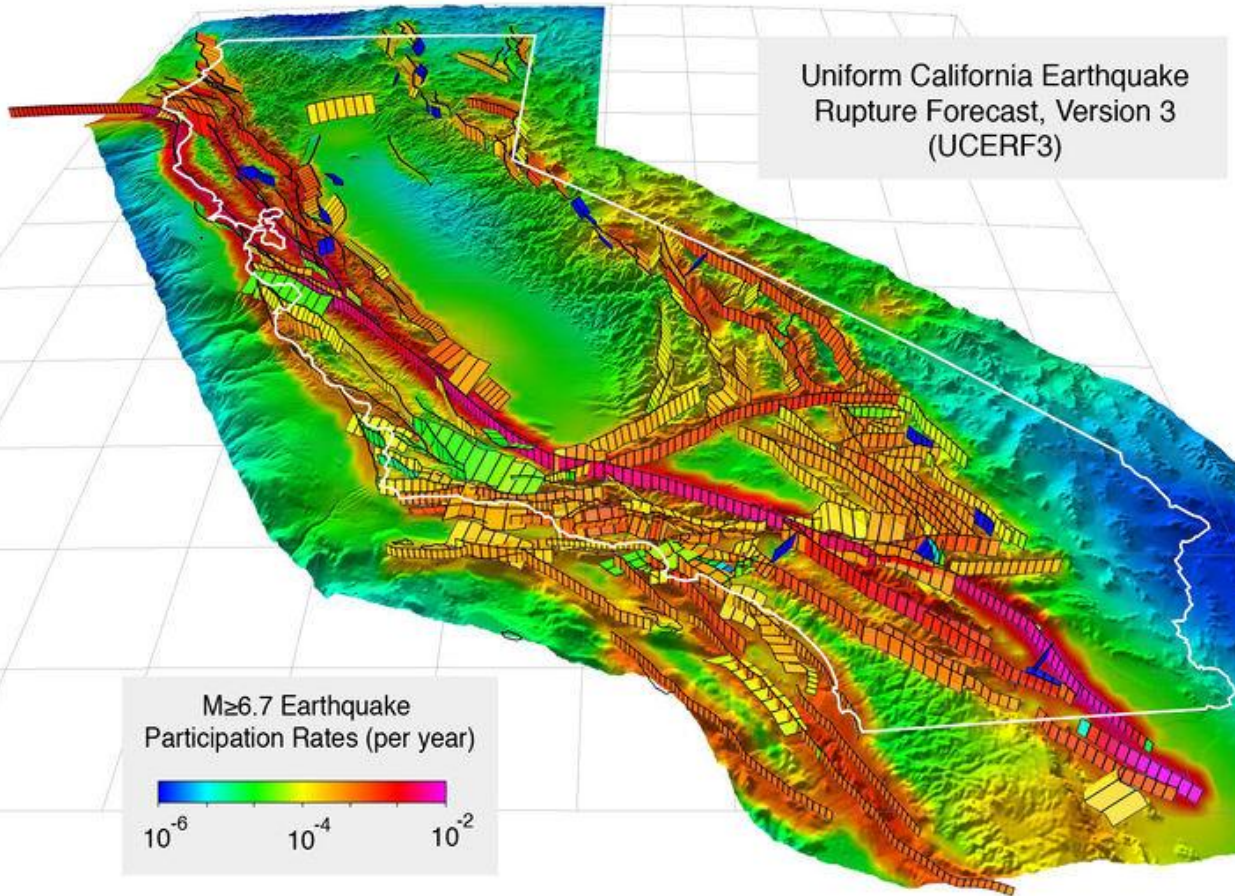 Uniform California Earthquake
Rupture Forecast, Version 3
(UCERF3)
M≥6.7 Earthquake
Participation Rates (per year)
10⁻⁶ 10⁻⁴ 10⁻²